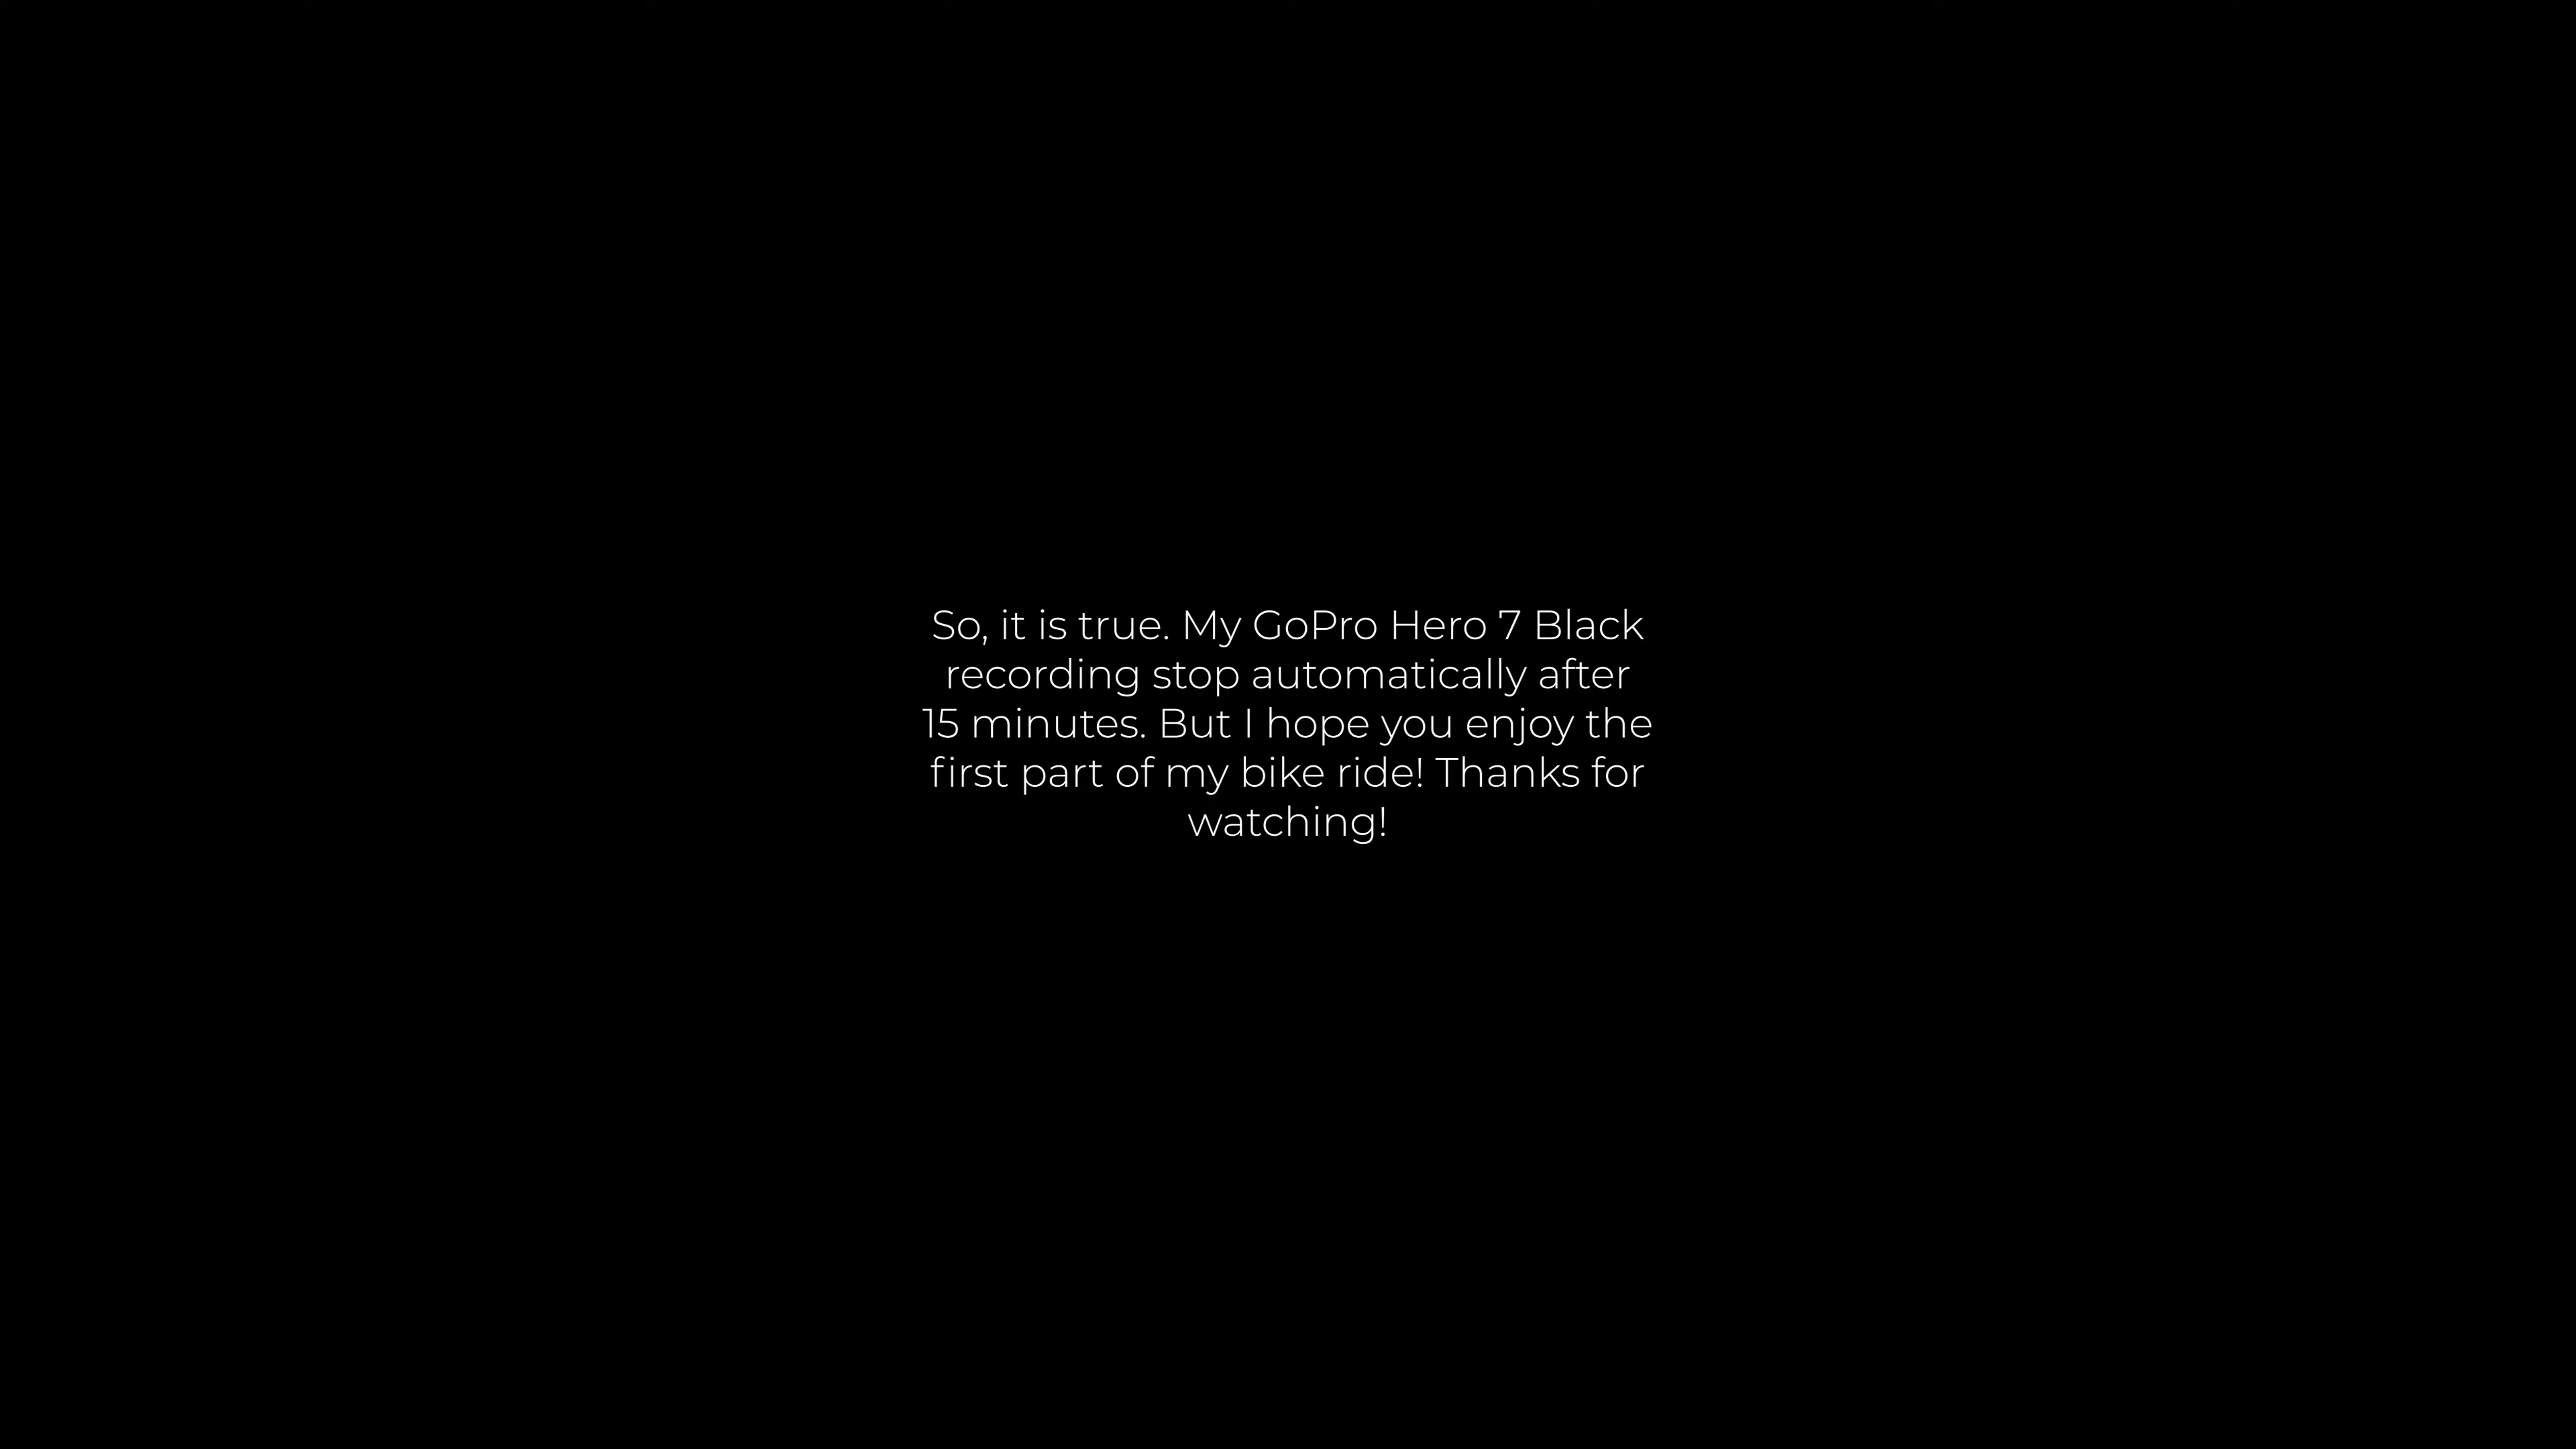 So, it is true. My GoPro Hero 7 Black
recording stop automatically after
15 minutes. But I hope you enjoy the
first part of my bike ride! Thanks for
watching!